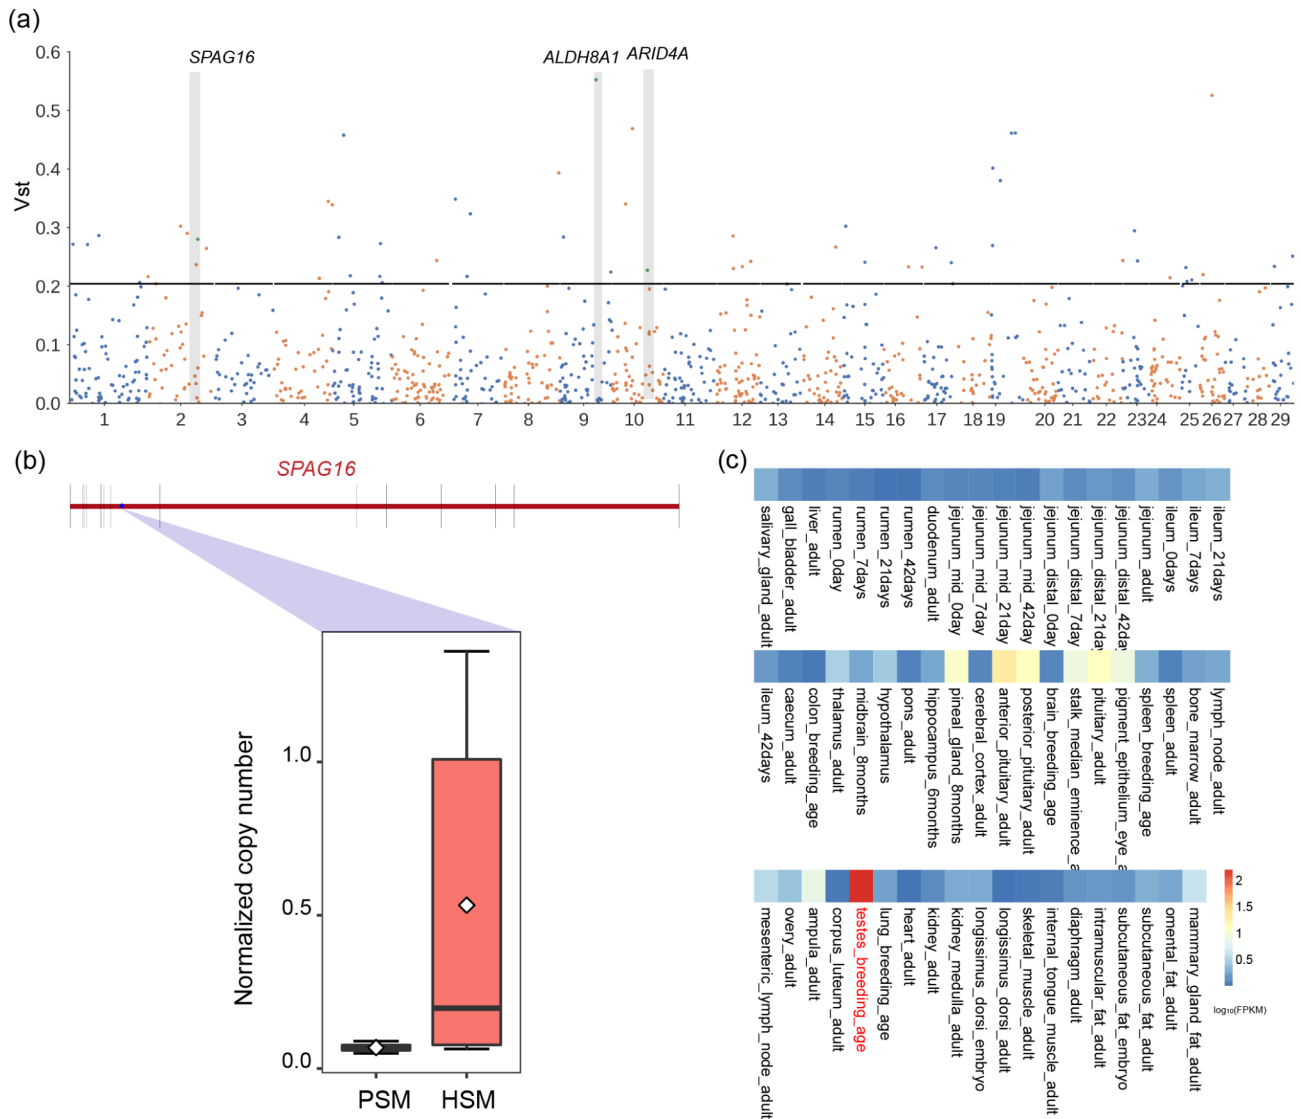 (a)
SPAG16
ALDH8A1 ARID4A
0.6
0.5
0.4
0.3
0.2
0.1
0.0
Vst
1 2 3 4 5 6 7 8 9 10 11 12 13 14 15 16 17 18 19 20 21 22 23 24 25 26 27 28 29
(b)
SPAG16
Normalized copy number
1.0
0.5
0.0
PSM HSM
(c)
salivary_gland_adult
gall_bladder_adult
liver_adult
rumen_0day
rumen_7days
rumen_21days
rumen_42days
duodenum_adult
jejunum_mid_0day
jejunum_mid_7day
jejunum_mid_21day
jejunum_mid_42day
jejunum_distal_0day
jejunum_distal_7day
jejunum_distal_21day
jejunum_distal_42day
jejunum_adult
ileum_0days
ileum_7days
ileum_21days
ileum_42days
caecum_adult
colon_breeding_age
thalamus_adult
midbrain_8months
hypothalamus
pons_adult
hippocampus_6months
pineal_gland_8months
cerebral_cortex_adult
anterior_pituitary_adult
posterior_pituitary_adult
brain_breeding_age
stalk_median_eminence_a
pituitary_adult
pigment_epithelium_eye_a
spleen_breeding_age
spleen_adult
bone_marrow_adult
lymph_node_adult
mesenteric_lymph_node_adult
overy_adult
ampula_adult
corpus_luteum_adult
testes_breeding_age
lung_breeding_age
heart_adult
kidney_adult
kidney_medulla_adult
longissimus_dorsi_embryo
longissimus_dorsi_adult
skeletal_muscle_adult
internal_tongue_muscle_adult
diaphragm_adult
intramuscular_fat_adult
subcutaneous_fat_embryo
subcutaneous_fat_adult
omental_fat_adult
mammary_gland_fat_adult
2
1.5
1
0.5
log₁₀(FPKM)